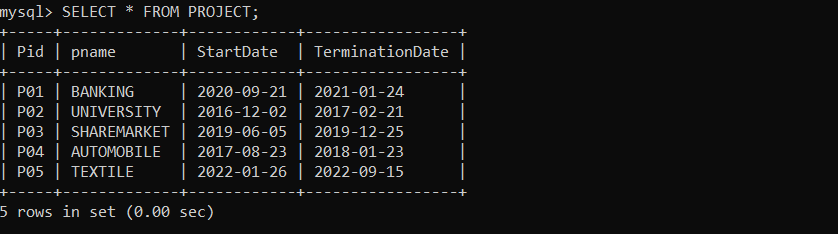 mysql> SELECT * FROM PROJECT;
+-----+-------------+------------+-----------------+
| Pid | pname       | StartDate  | TerminationDate |
+-----+-------------+------------+-----------------+
| P01 | BANKING     | 2020-09-21 | 2021-01-24      |
| P02 | UNIVERSITY  | 2016-12-02 | 2017-02-21      |
| P03 | SHAREMARKET | 2019-06-05 | 2019-12-25      |
| P04 | AUTOMOBILE  | 2017-08-23 | 2018-01-23      |
| P05 | TEXTILE     | 2022-01-26 | 2022-09-15      |
+-----+-------------+------------+-----------------+
5 rows in set (0.00 sec)